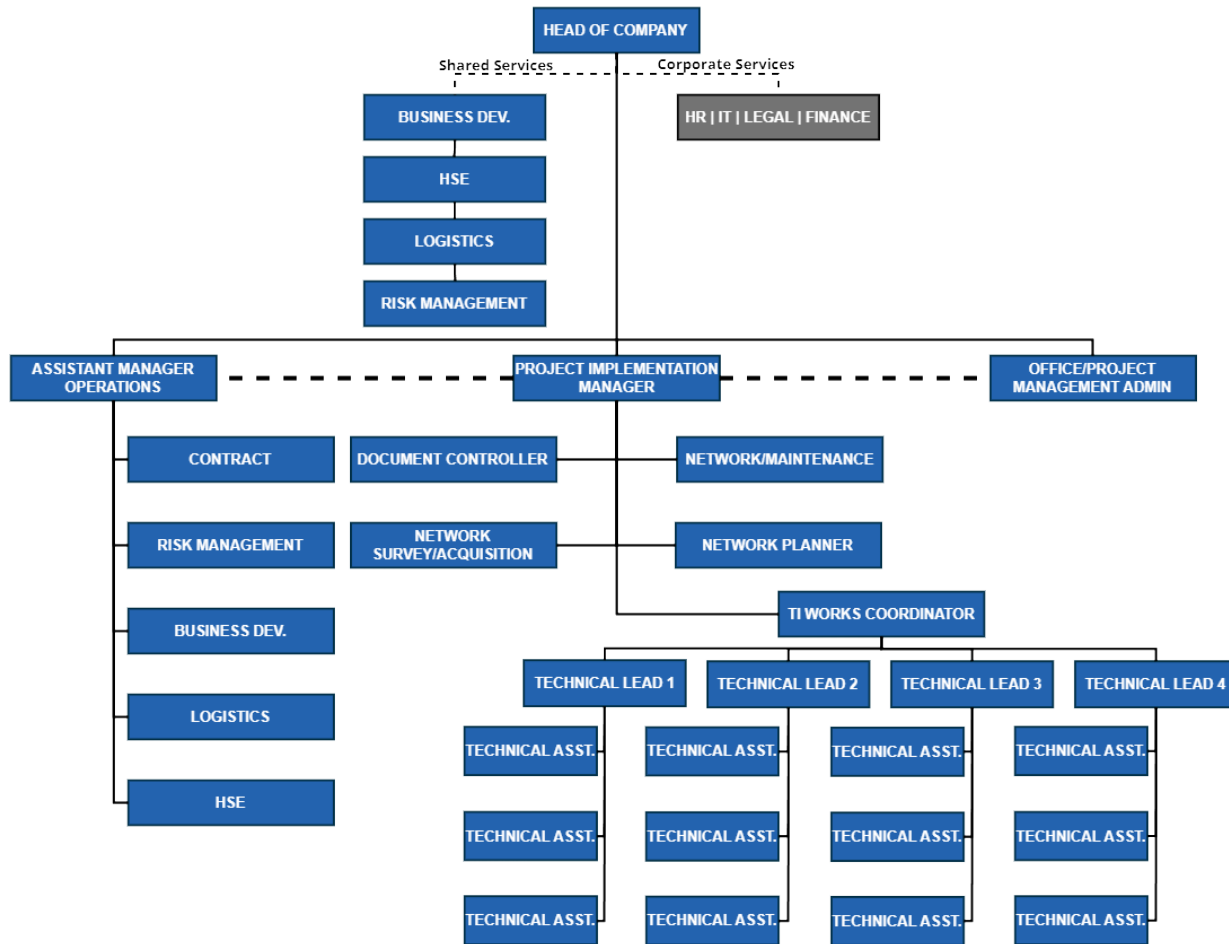 HEAD OF COMPANY
Shared Services
Corporate Services
BUSINESS DEV.
HR | IT | LEGAL | FINANCE
HSE
LOGISTICS
RISK MANAGEMENT
ASSISTANT MANAGER
OPERATIONS
PROJECT IMPLEMENTATION
MANAGER
OFFICE/PROJECT
MANAGEMENT ADMIN
CONTRACT
DOCUMENT CONTROLLER
NETWORK/MAINTENANCE
RISK MANAGEMENT
NETWORK
SURVEY/ACQUISITION
NETWORK PLANNER
BUSINESS DEV.
TI WORKS COORDINATOR
LOGISTICS
HSE
TECHNICAL LEAD 1
TECHNICAL LEAD 2
TECHNICAL LEAD 3
TECHNICAL LEAD 4
TECHNICAL ASST.
TECHNICAL ASST.
TECHNICAL ASST.
TECHNICAL ASST.
TECHNICAL ASST.
TECHNICAL ASST.
TECHNICAL ASST.
TECHNICAL ASST.
TECHNICAL ASST.
TECHNICAL ASST.
TECHNICAL ASST.
TECHNICAL ASST.